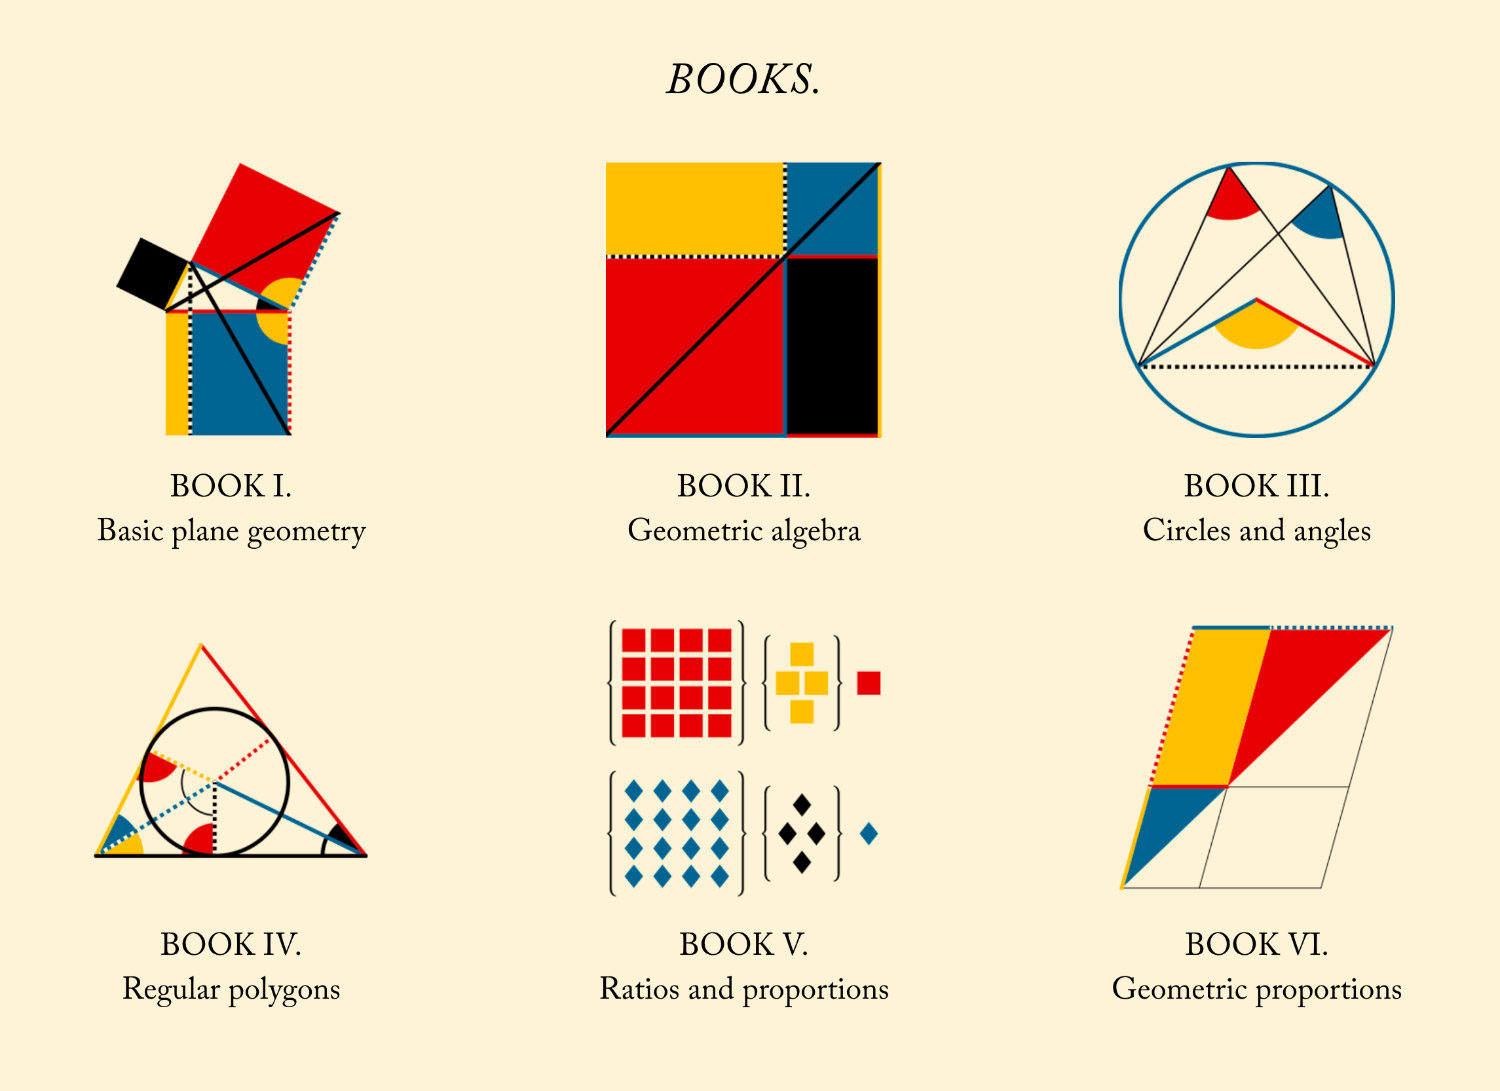 BOOKS.
BOOK I.
Basic plane geometry
BOOK II.
Geometric algebra
BOOK III.
Circles and angles
BOOK IV.
Regular polygons
BOOK V.
Ratios and proportions
BOOK VI.
Geometric proportions